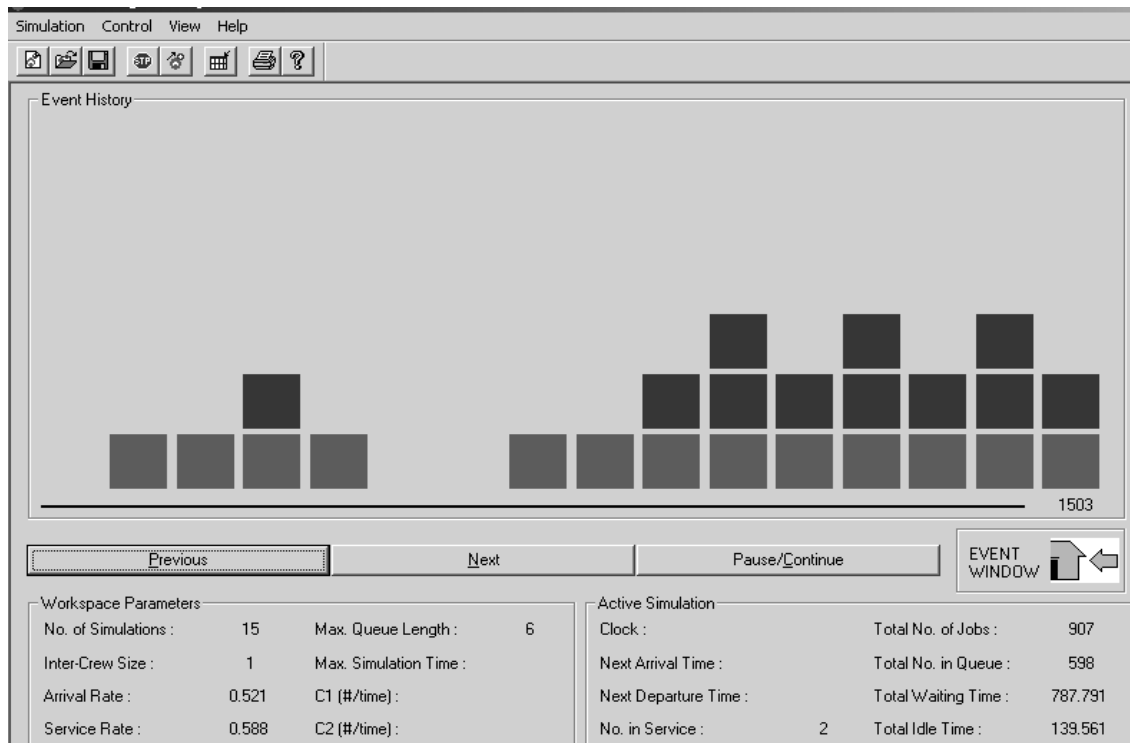 Simulation Control View Help
STP
Event History
1503
Previous Next Pause/Continue
EVENT
WINDOW
Workspace Parameters
No. of Simulations : 15 Max. Queue Length : 6
Inter-Crew Size : 1 Max. Simulation Time :
Arrival Rate : 0.521 C1 (#/time) :
Service Rate : 0.588 C2 (#/time) :
Active Simulation
Clock : Total No. of Jobs : 907
Next Arrival Time : Total No. in Queue : 598
Next Departure Time : Total Waiting Time : 787.791
No. in Service : 2 Total Idle Time : 139.561